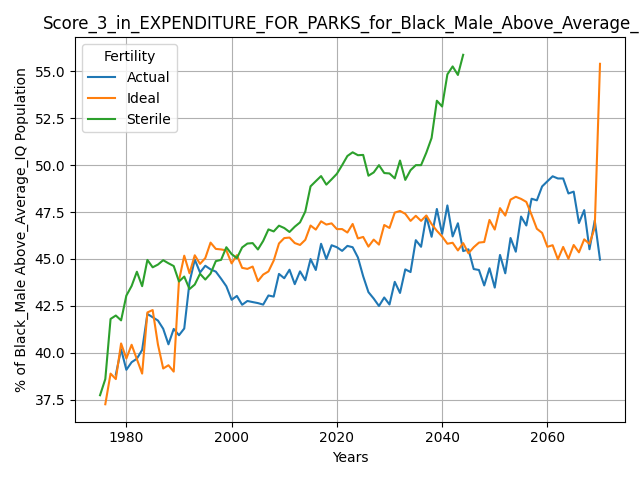 Score_3_in_EXPENDITURE_FOR_PARKS_for_Black_Male_Above_Average_
Fertility
Actual
Ideal
Sterile
% of Black_Male Above_Average_IQ Population
55.0
52.5
50.0
47.5
45.0
42.5
40.0
37.5
1980
2000
2020
2040
2060
Years